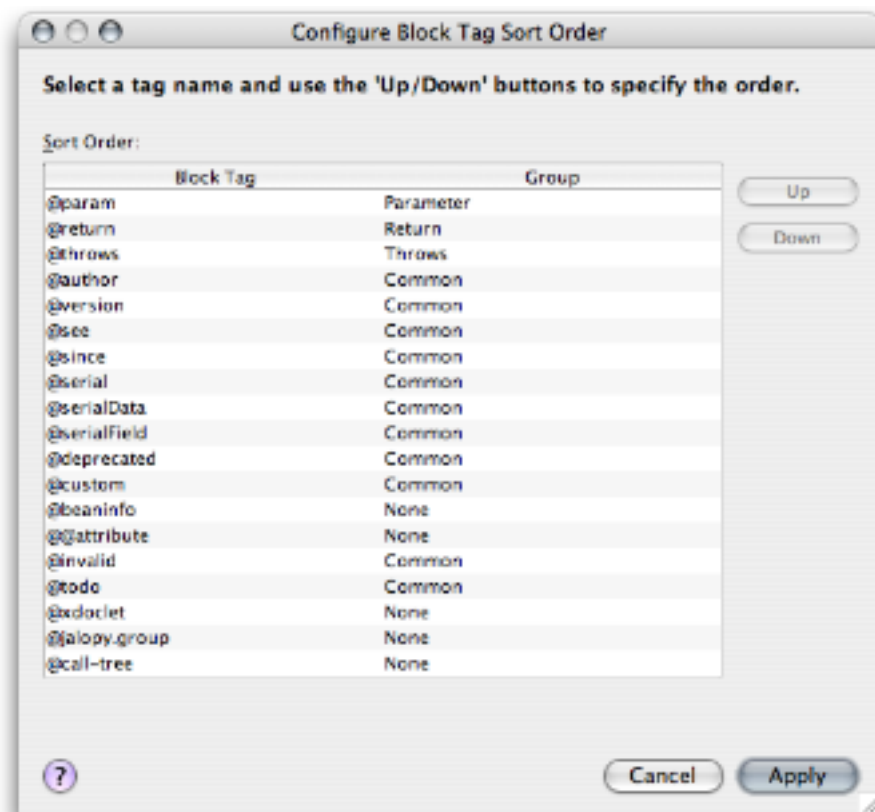 Configure Block Tag Sort Order
Select a tag name and use the 'Up/Down' buttons to specify the order.
Sort Order:
Block Tag Group
@param Parameter
@return Return
@throws Throws
@author Common
@version Common
@see Common
@since Common
@serial Common
@serialData Common
@serialField Common
@deprecated Common
@custom Common
@beaninfo None
@@attribute None
@invalid Common
@todo Common
@xdoclet None
@jalopy.group None
@call-tree None
Up
Down
?
Cancel Apply